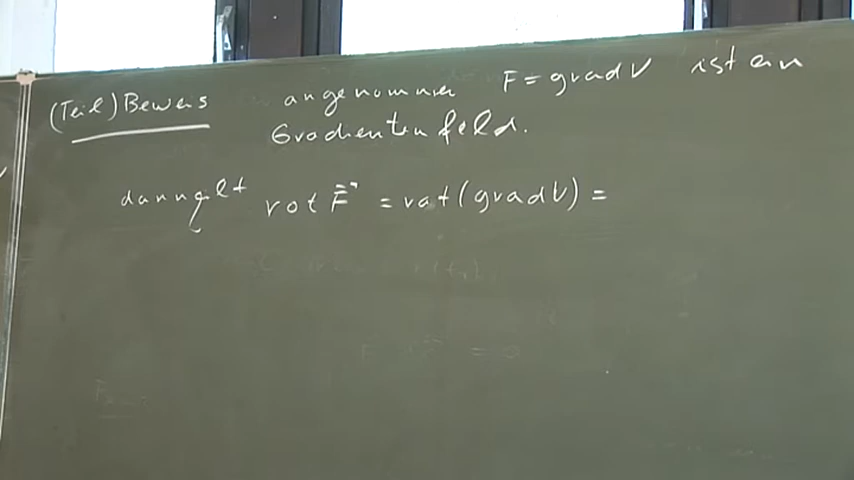 (Teil) Beweis angenommen F = grad V ist ein
Gradientenfeld.
dann gilt rot F⃗ = rot (grad V) =